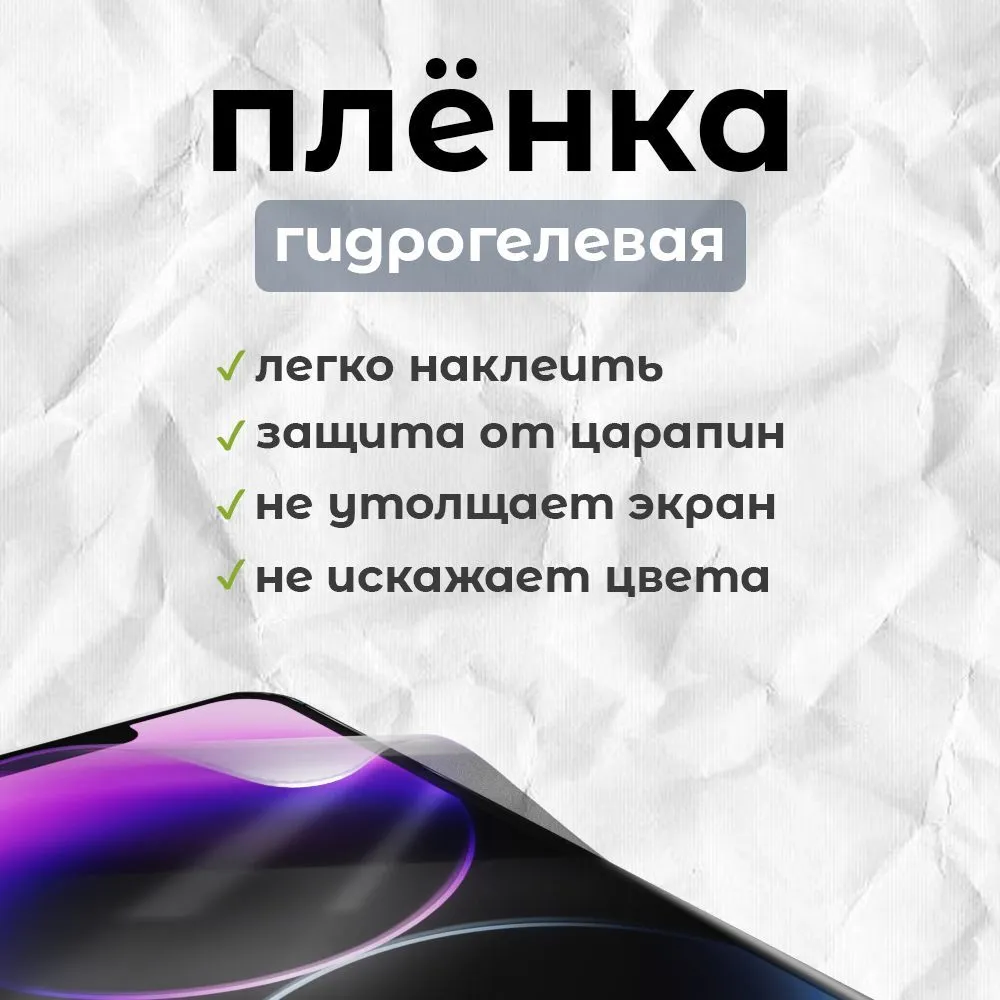 плёнка
гидрогелевая
✓ легко наклеить
✓ защита от царапин
✓ не утолщает экран
✓ не искажает цвета